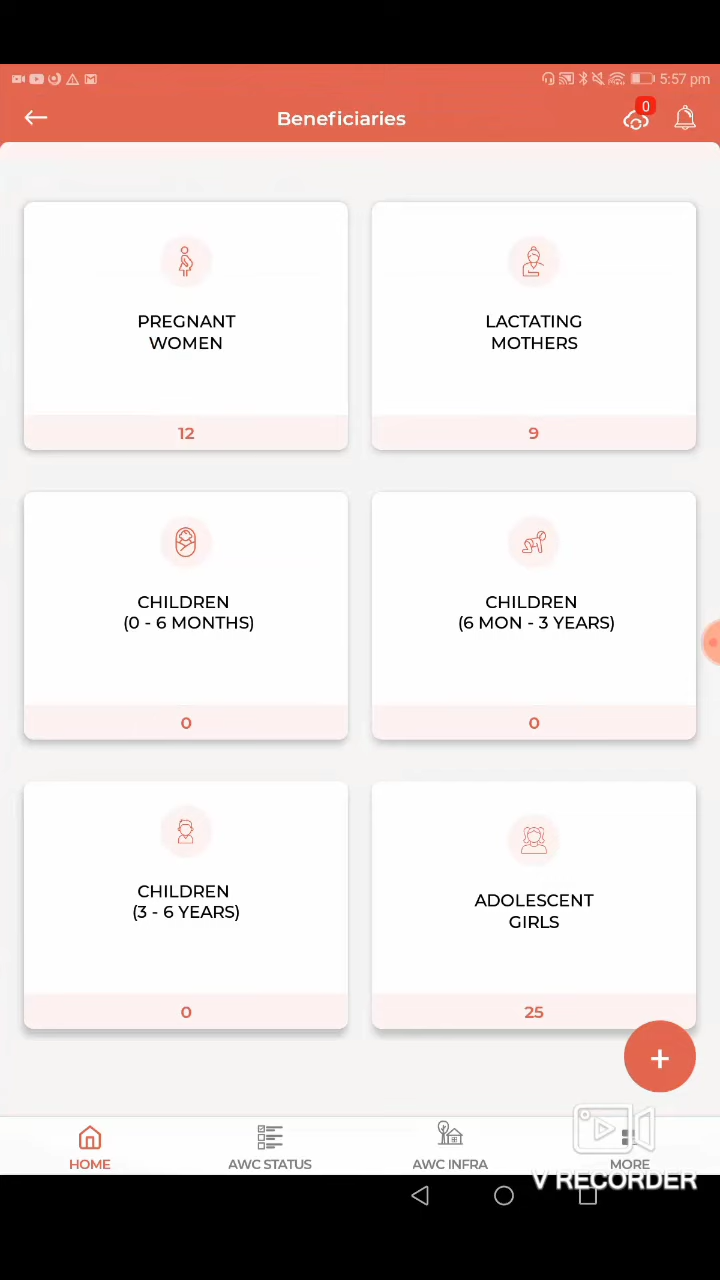 5:57 pm
Beneficiaries
0
PREGNANT
WOMEN
12
LACTATING
MOTHERS
9
CHILDREN
(0 - 6 MONTHS)
0
CHILDREN
(6 MON - 3 YEARS)
0
CHILDREN
(3 - 6 YEARS)
0
ADOLESCENT
GIRLS
25
+
HOME
AWC STATUS
AWC INFRA
MORE
V RECORDER